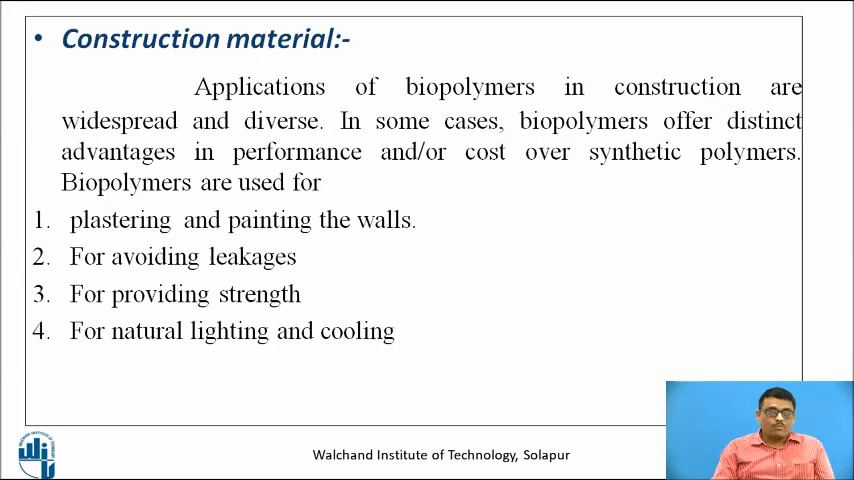 • Construction material:-
Applications of biopolymers in construction are
widespread and diverse. In some cases, biopolymers offer distinct
advantages in performance and/or cost over synthetic polymers.
Biopolymers are used for
1. plastering and painting the walls.
2. For avoiding leakages
3. For providing strength
4. For natural lighting and cooling
Walchand Institute of Technology, Solapur